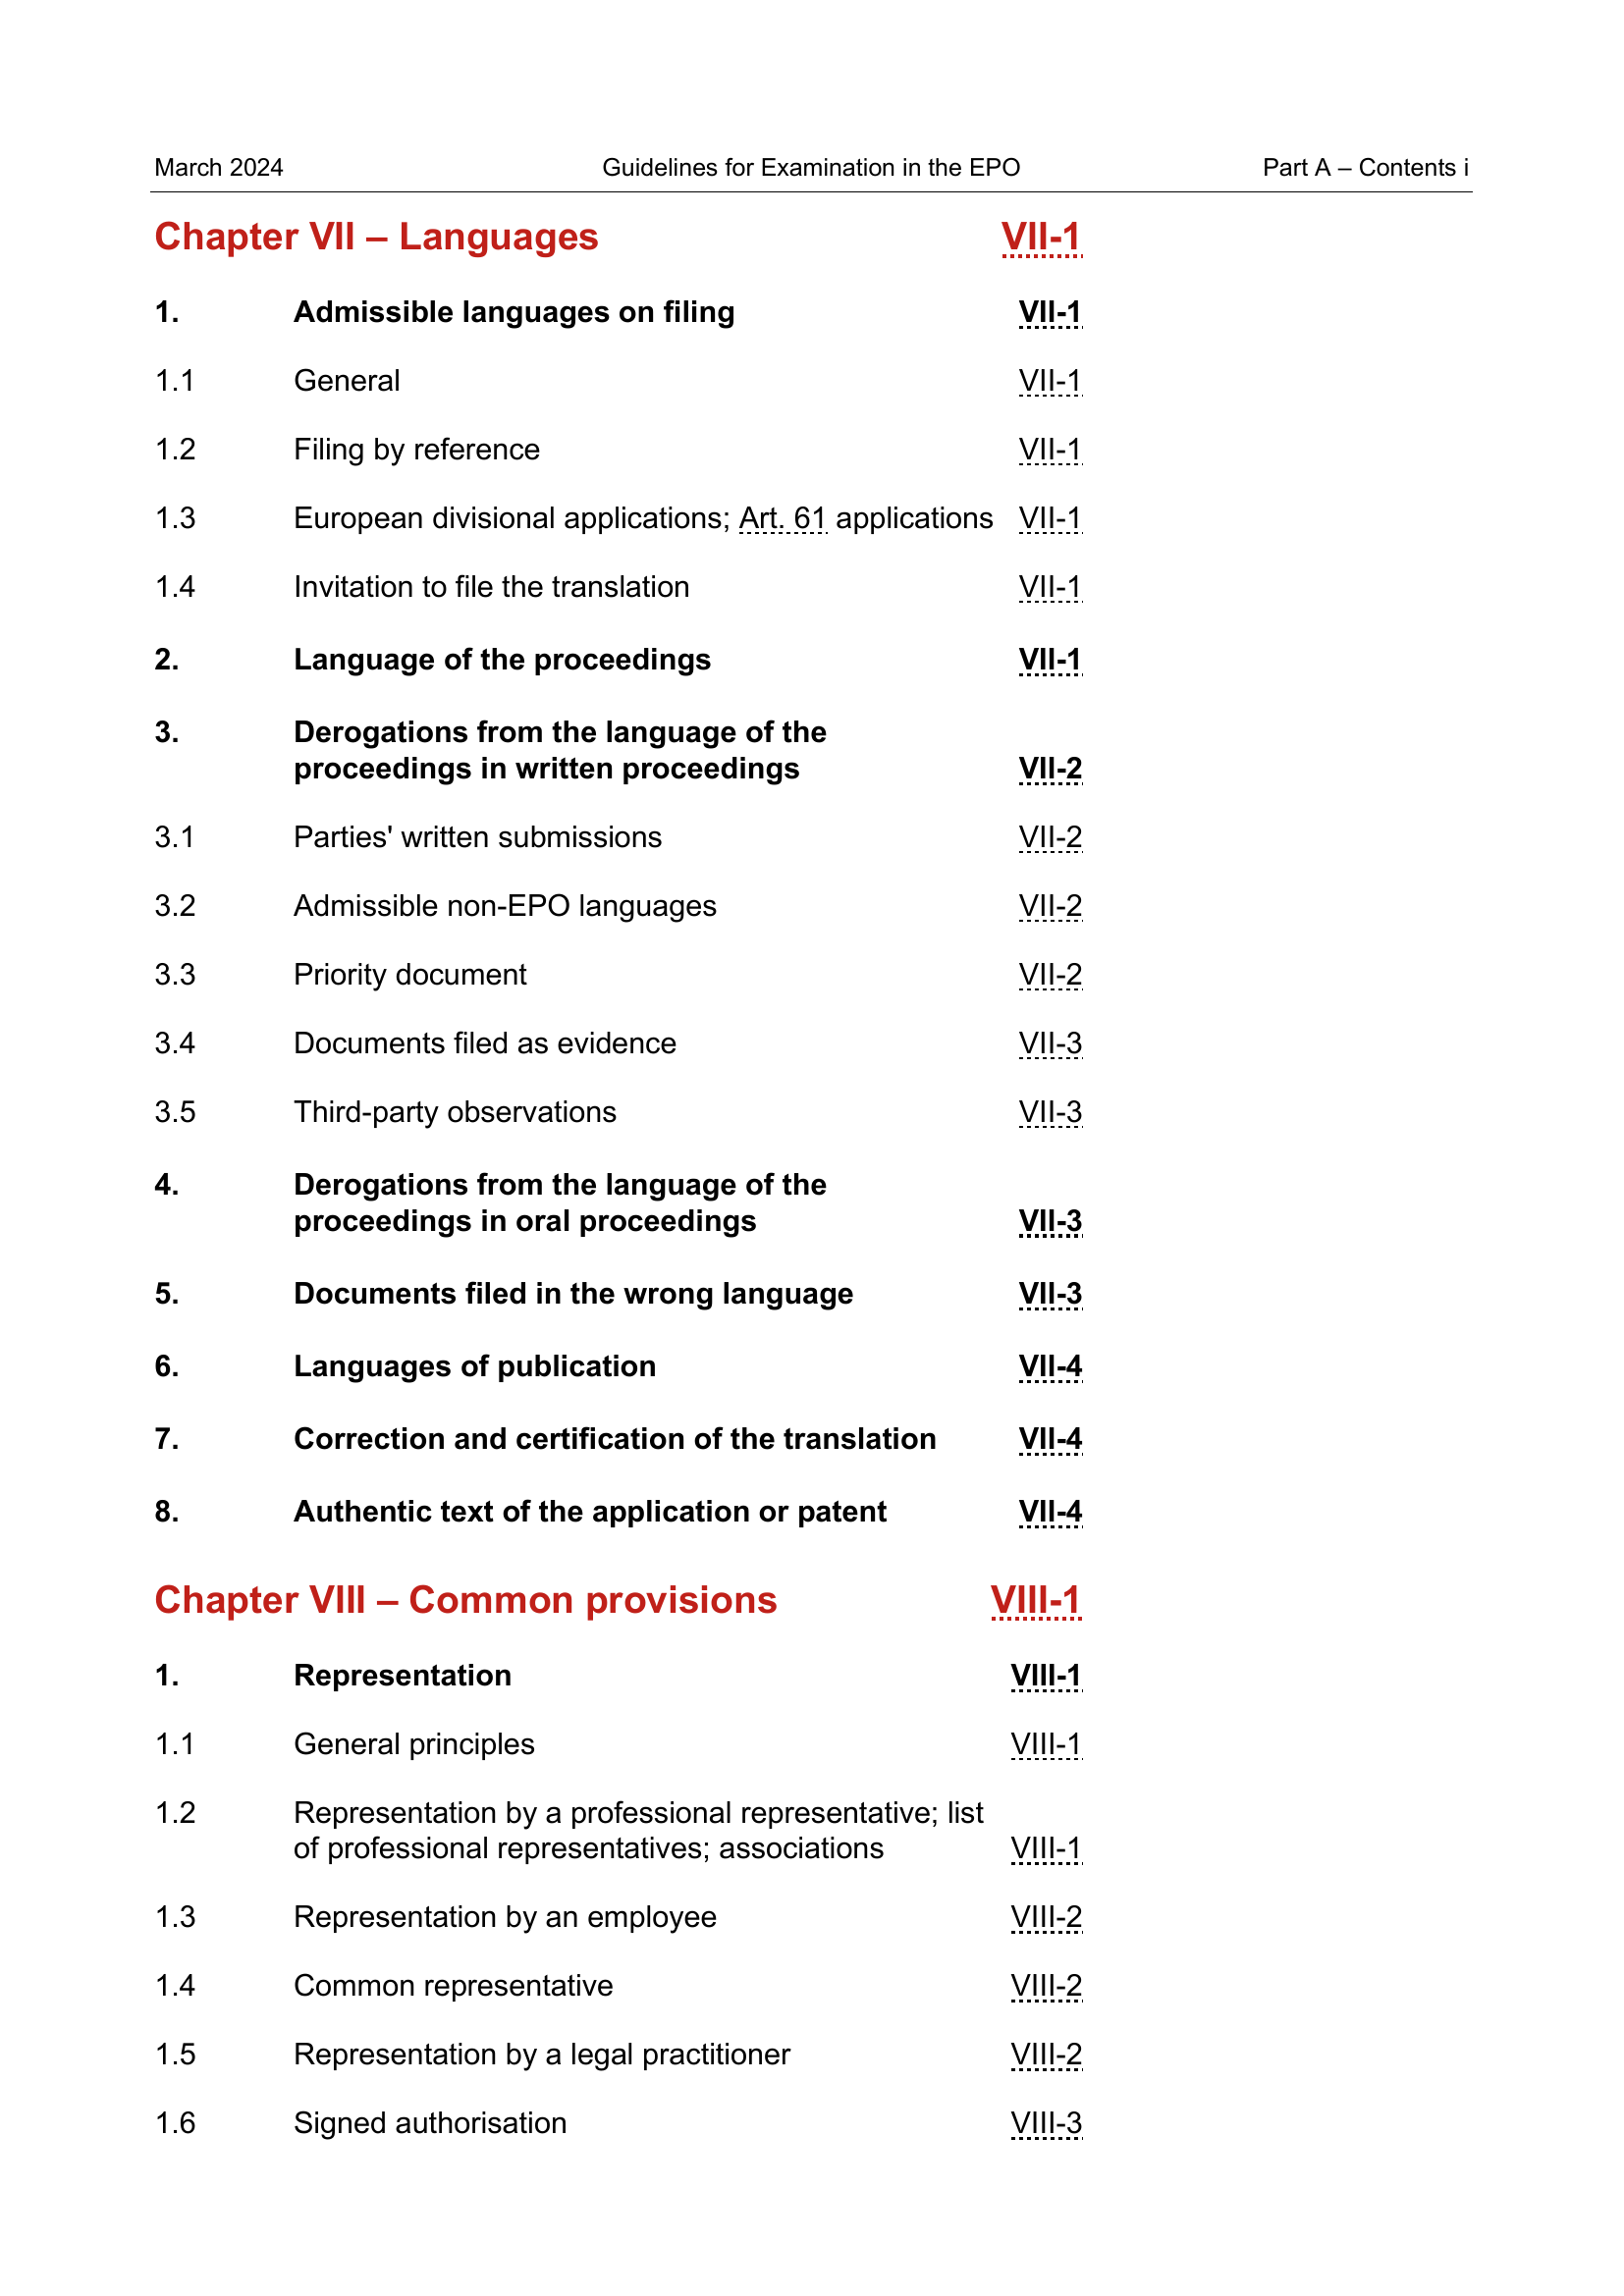 March 2024 Guidelines for Examination in the EPO Part A – Contents i
Chapter VII – Languages VII-1
1. Admissible languages on filing VII-1
1.1 General VII-1
1.2 Filing by reference VII-1
1.3 European divisional applications; Art. 61 applications VII-1
1.4 Invitation to file the translation VII-1
2. Language of the proceedings VII-1
3. Derogations from the language of the
proceedings in written proceedings VII-2
3.1 Parties' written submissions VII-2
3.2 Admissible non-EPO languages VII-2
3.3 Priority document VII-2
3.4 Documents filed as evidence VII-3
3.5 Third-party observations VII-3
4. Derogations from the language of the
proceedings in oral proceedings VII-3
5. Documents filed in the wrong language VII-3
6. Languages of publication VII-4
7. Correction and certification of the translation VII-4
8. Authentic text of the application or patent VII-4
Chapter VIII – Common provisions VIII-1
1. Representation VIII-1
1.1 General principles VIII-1
1.2 Representation by a professional representative; list
of professional representatives; associations VIII-1
1.3 Representation by an employee VIII-2
1.4 Common representative VIII-2
1.5 Representation by a legal practitioner VIII-2
1.6 Signed authorisation VIII-3